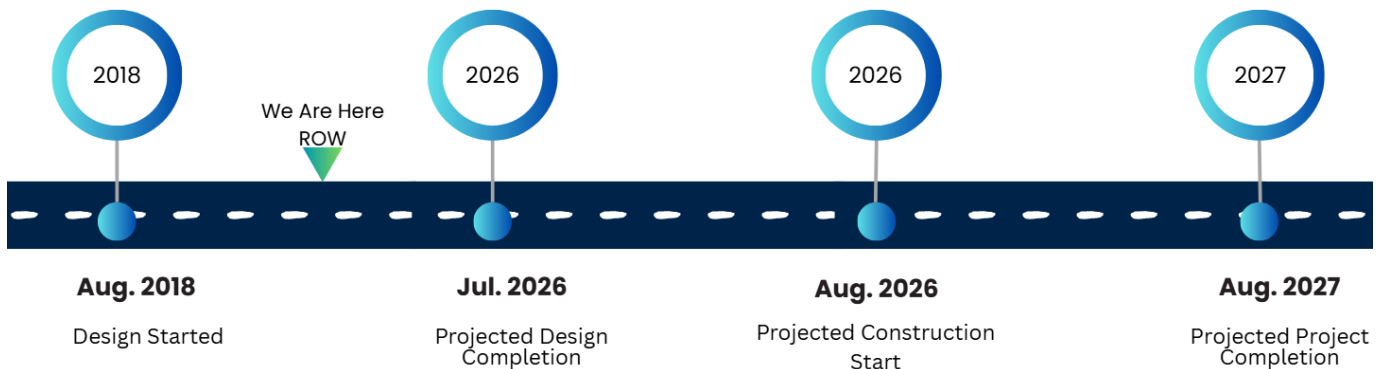 2018
2026
2026
2027
We Are Here
ROW
Aug. 2018
Jul. 2026
Aug. 2026
Aug. 2027
Design Started
Projected Design
Completion
Projected Construction
Start
Projected Project
Completion